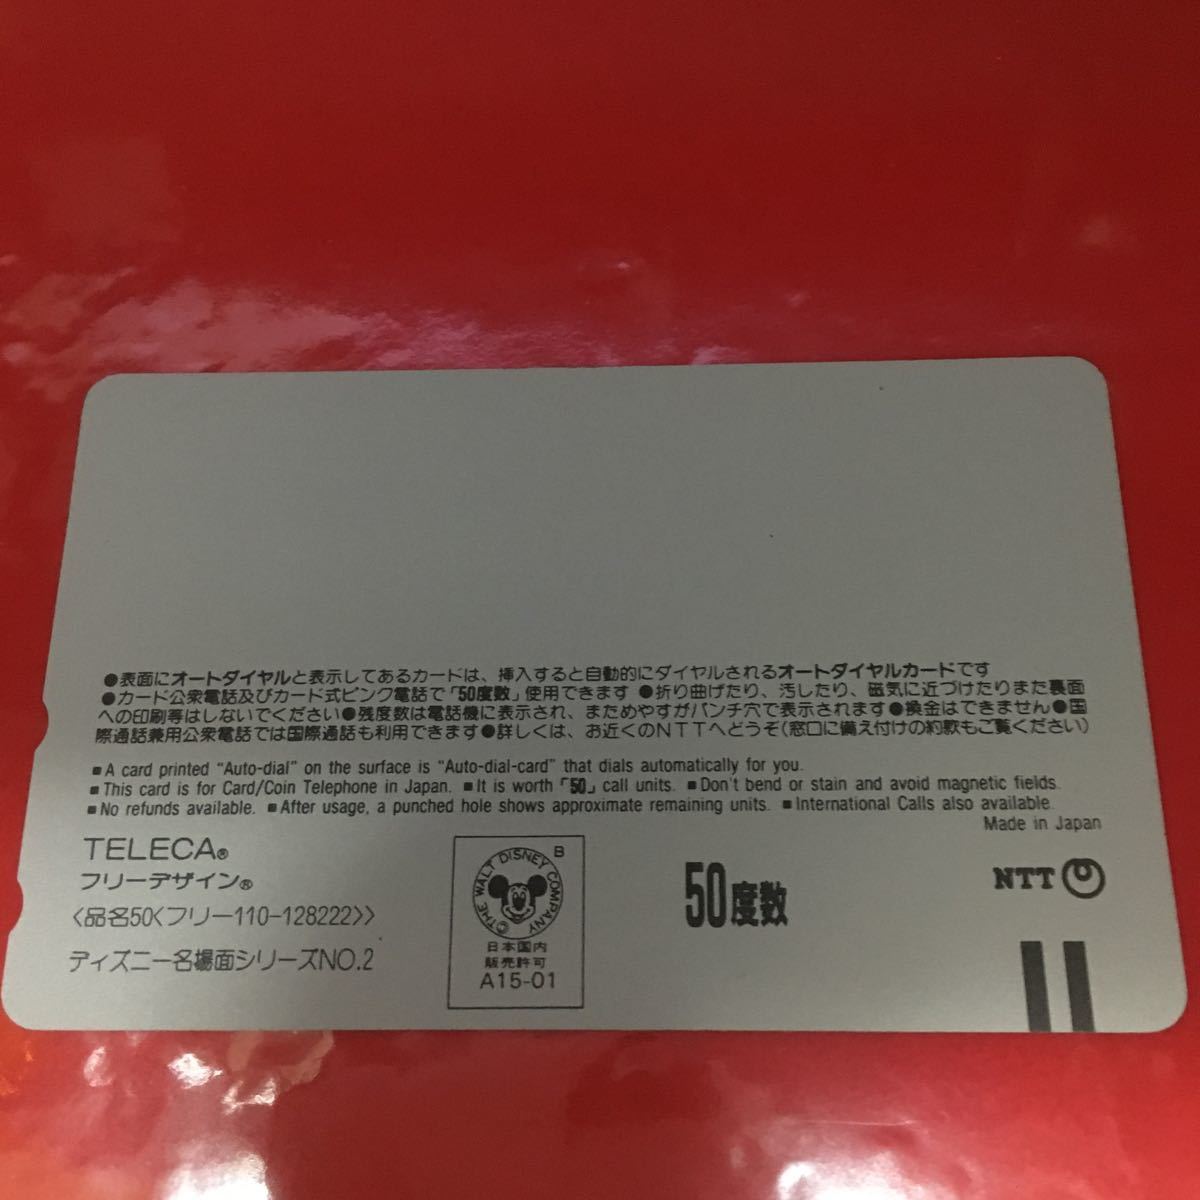 ●表面にオートダイヤルと表示してあるカードは、挿入すると自動的にダイヤルされるオートダイヤルカードです
●カード公衆電話及びカード式ピンク電話で「50度数」使用できます ●折り曲げたり、汚したり、磁気に近づけたりまた裏面
への印刷等はしないでください●残度数は電話機に表示され、まためやすがパンチ穴で表示されます●換金はできません●国
際通話兼用公衆電話では国際通話も利用できます●詳しくは、お近くのNTTへどうぞ(窓口に備え付けの約款もご覧ください)
■A card printed "Auto-dial" on the surface is "Auto-dial-card" that dials automatically for you.
■This card is for Card/Coin Telephone in Japan. ■It is worth「50」call units. ■Don't bend or stain and avoid magnetic fields.
■No refunds available. ■After usage, a punched hole shows approximate remaining units. ■International Calls also available.
Made in Japan
TELECA®
フリーデザイン®
〈品名50〈フリー110-128222〉〉
ディズニー名場面シリーズNO.2
B
©THE WALT DISNEY COMPANY
日本国内
販売許可
A15-01
50度数
NTT